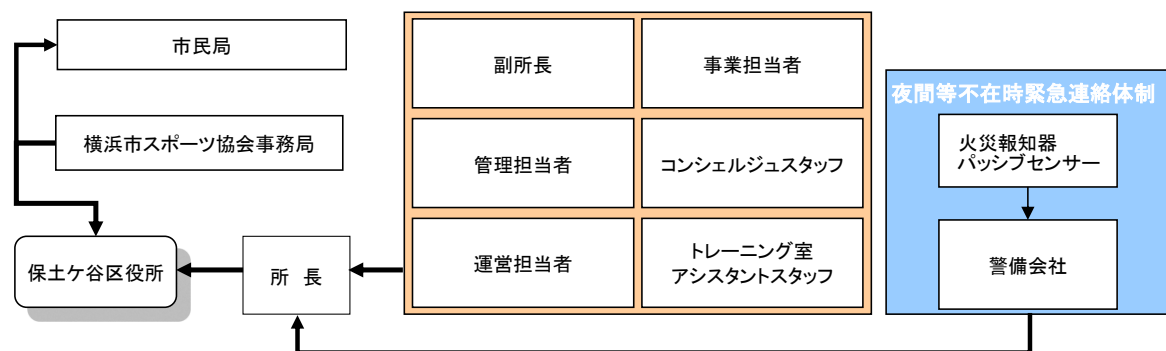 市民局
横浜市スポーツ協会事務局
保土ケ谷区役所
所 長
副所長
事業担当者
管理担当者
コンシェルジュスタッフ
運営担当者
トレーニング室
アシスタントスタッフ
夜間等不在時緊急連絡体制
火災報知器
パッシブセンサー
警備会社